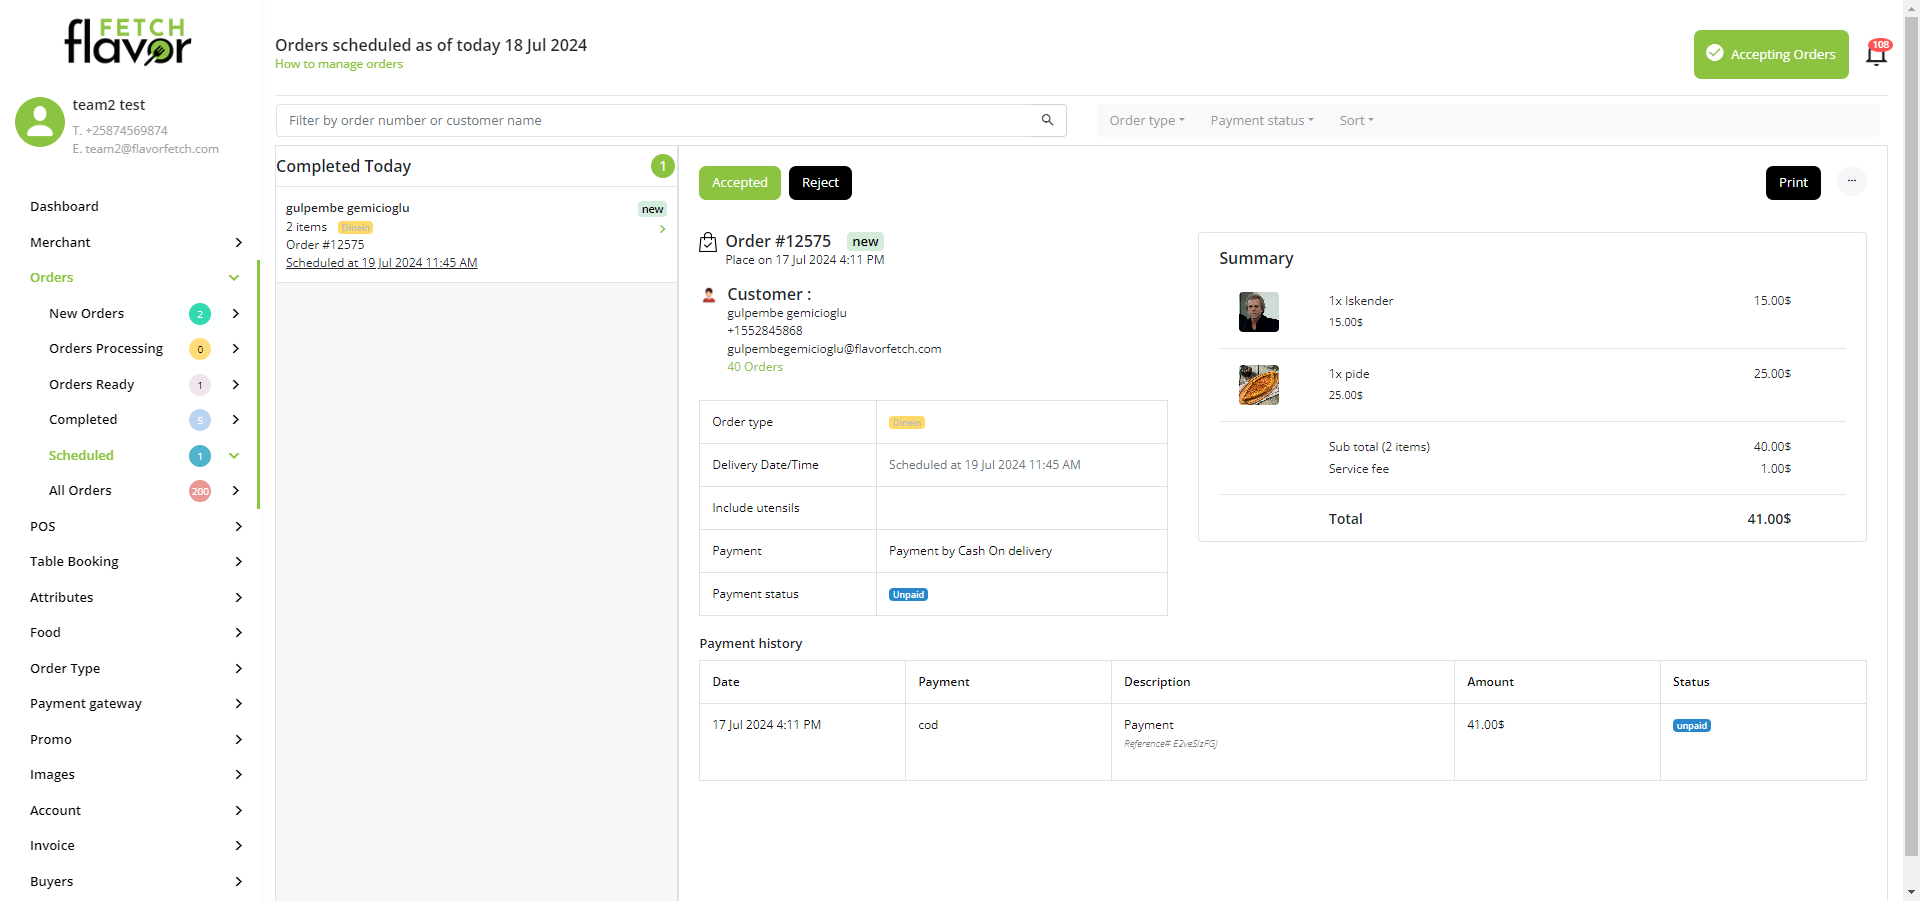 FETCH
flavor
team2 test
T. +25874569874
E. team2@flavorfetch.com
Dashboard
Merchant
Orders
New Orders 2
Orders Processing 0
Orders Ready 1
Completed 5
Scheduled 1
All Orders 200
POS
Table Booking
Attributes
Food
Order Type
Payment gateway
Promo
Images
Account
Invoice
Buyers
Orders scheduled as of today 18 Jul 2024
How to manage orders
Accepting Orders
108
Filter by order number or customer name
Order type
Payment status
Sort
Completed Today 1
gulpembe gemicioglu new
2 items Dinein
Order #12575
Scheduled at 19 Jul 2024 11:45 AM
Accepted
Reject
Print
...
Order #12575 new
Place on 17 Jul 2024 4:11 PM
Customer :
gulpembe gemicioglu
+1552845868
gulpembegemicioglu@flavorfetch.com
40 Orders
Order type Dinein
Delivery Date/Time Scheduled at 19 Jul 2024 11:45 AM
Include utensils
Payment Payment by Cash On delivery
Payment status Unpaid
Summary
1x Iskender 15.00$
15.00$
1x pide 25.00$
25.00$
Sub total (2 items) 40.00$
Service fee 1.00$
Total 41.00$
Payment history
Date Payment Description Amount Status
17 Jul 2024 4:11 PM cod Payment 41.00$ unpaid
Reference# E2veSizFGJ